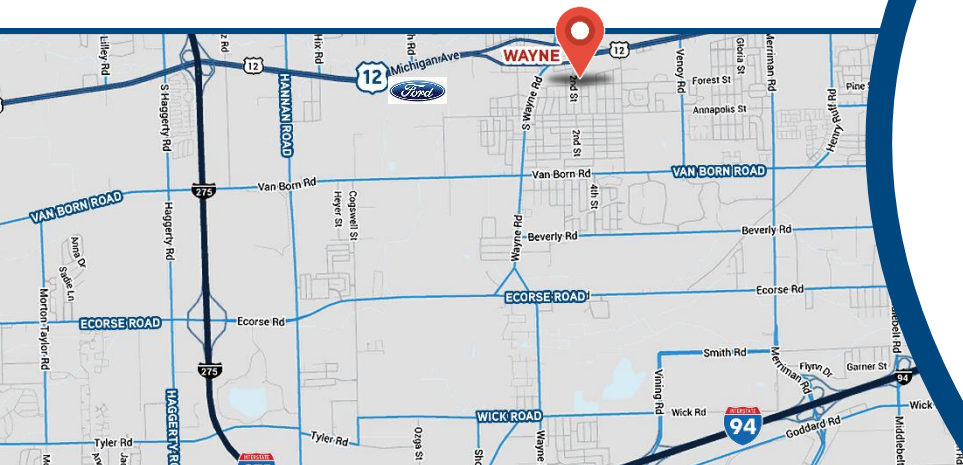 Lilley Rd
Hix Rd
WAYNE
12
12
12
Michigan Ave
Ford
Venoy Rd
Gloria St
Merriman Rd
Forest St
Annapolis St
Pine
Henry Ruff Rd
S Haggerty Rd
HANNAN ROAD
S Wayne Rd
2nd St
2nd St
275
Van Born Rd
Van Born Rd
VAN BORN ROAD
VAN BORN ROAD
4th St
Haggerty Rd
Heyer St
Cogswell St
Wayne Rd
Beverly Rd
Beverly Rd
Anna Dr
Sadie Ln
Morton-Taylor Rd
ECORSE ROAD
Ecorse Rd
ECORSE ROAD
Ecorse Rd
275
Smith Rd
Merriman Rd
Flynn Dr
Garner St
94
Vining Rd
HAGGERTY
WICK ROAD
Wick Rd
INTERSTATE
94
Goddard Rd
Wick
Tyler Rd
Tyler Rd
Ozga St
Wayne
Middlebel
INTERSTATE